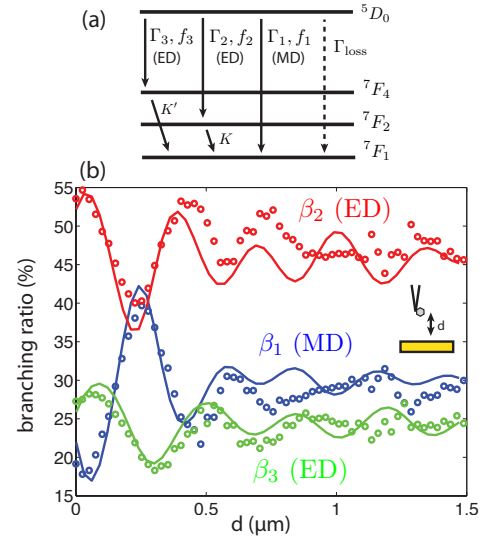 (a)
⁵D₀
Γ₃, f₃ Γ₂, f₂ Γ₁, f₁ Γloss
(ED) (ED) (MD)
⁷F₄
K′
⁷F₂
K
⁷F₁
(b)
55
50
45
40
35
30
25
20
15
branching ratio (%)
β₂ (ED)
d
β₁ (MD)
β₃ (ED)
0 0.5 1 1.5
d (μm)